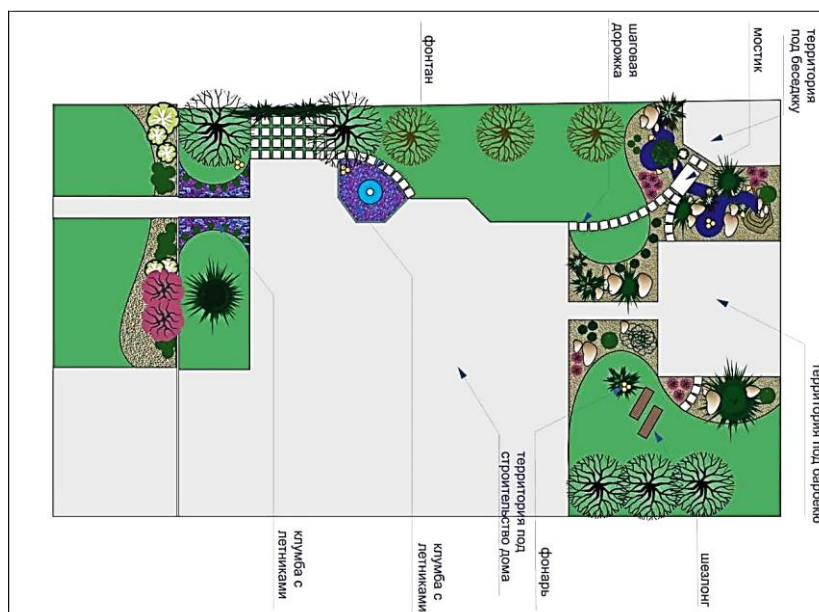 территория
под беседкку
мостик
шаговая
дорожка
фонтан
территория под барбекю
шезлонг
фонарь
территория под
строительство дома
клумба с
летниками
клумба с
летниками